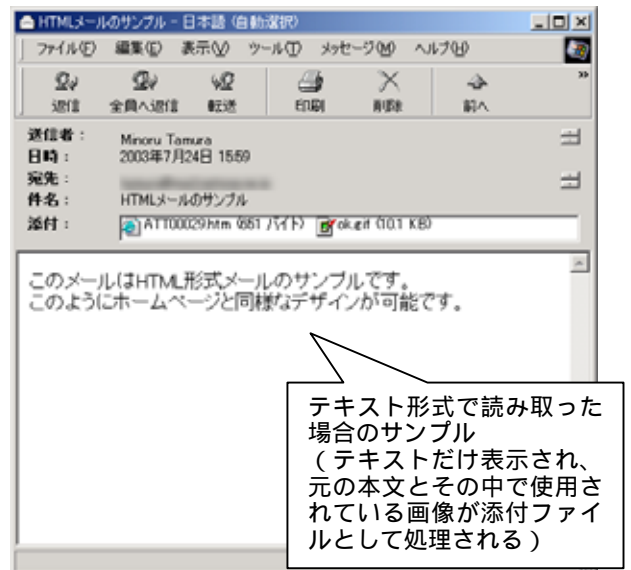 HTMLメールのサンプル - 日本語 (自動選択)
ファイル(F) 編集(E) 表示(V) ツール(T) メッセージ(M) ヘルプ(H)
返信 全員へ返信 転送 印刷 削除 前へ »
送信者： Minoru Tamura
日時： 2003年7月24日 15:59
宛先：
件名： HTMLメールのサンプル
添付： ATT00029.htm (651 バイト) ok.gif (10.1 KB)
このメールはHTML形式メールのサンプルです。
このようにホームページと同様なデザインが可能です。
テキスト形式で読み取った
場合のサンプル
（テキストだけ表示され、
元の本文とその中で使用さ
れている画像が添付ファイ
ルとして処理される）